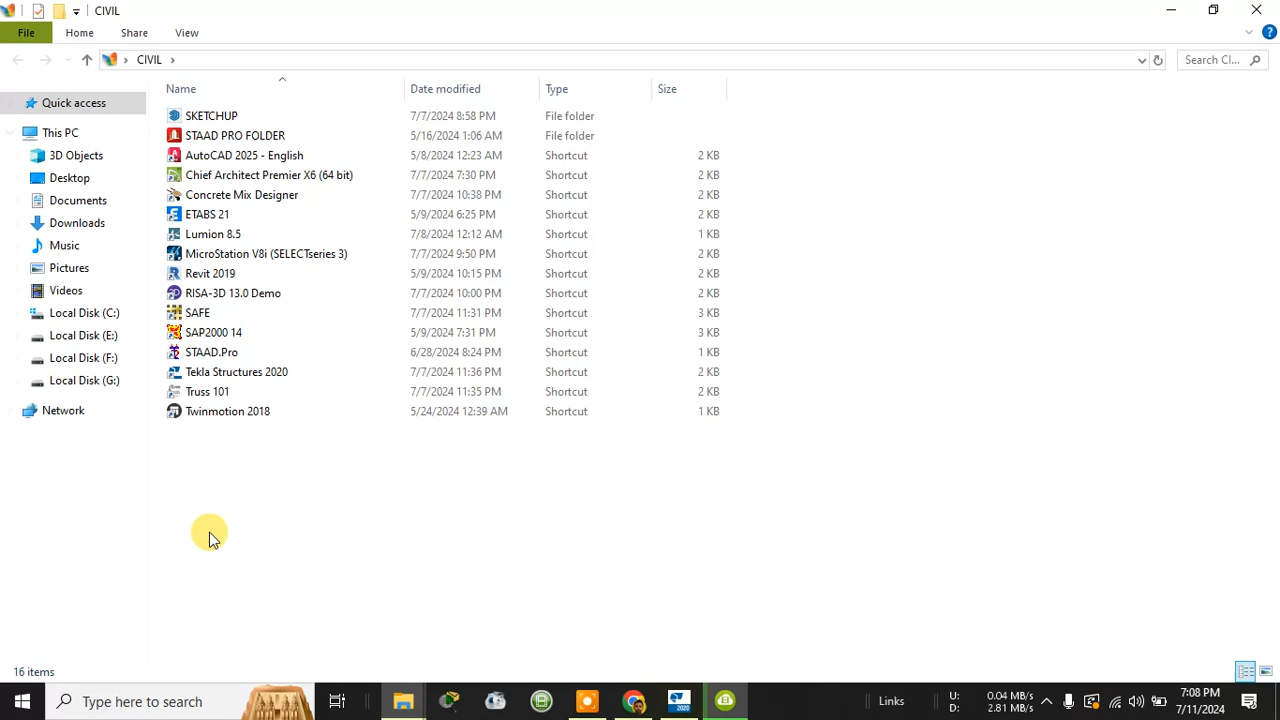 CIVIL
File Home Share View
CIVIL
Search Cl...
Name Date modified Type Size
Quick access
This PC
3D Objects
Desktop
Documents
Downloads
Music
Pictures
Videos
Local Disk (C:)
Local Disk (E:)
Local Disk (F:)
Local Disk (G:)
Network
SKETCHUP 7/7/2024 8:58 PM File folder
STAAD PRO FOLDER 5/16/2024 1:06 AM File folder
AutoCAD 2025 - English 5/8/2024 12:23 AM Shortcut 2 KB
Chief Architect Premier X6 (64 bit) 7/7/2024 7:30 PM Shortcut 2 KB
Concrete Mix Designer 7/7/2024 10:38 PM Shortcut 2 KB
ETABS 21 5/9/2024 6:25 PM Shortcut 2 KB
Lumion 8.5 7/8/2024 12:12 AM Shortcut 1 KB
MicroStation V8i (SELECTseries 3) 7/7/2024 9:50 PM Shortcut 2 KB
Revit 2019 5/9/2024 10:15 PM Shortcut 2 KB
RISA-3D 13.0 Demo 7/7/2024 10:00 PM Shortcut 2 KB
SAFE 7/7/2024 11:31 PM Shortcut 3 KB
SAP2000 14 5/9/2024 7:31 PM Shortcut 3 KB
STAAD.Pro 6/28/2024 8:24 PM Shortcut 1 KB
Tekla Structures 2020 7/7/2024 11:36 PM Shortcut 2 KB
Truss 101 7/7/2024 11:35 PM Shortcut 2 KB
Twinmotion 2018 5/24/2024 12:39 AM Shortcut 1 KB
16 items
Type here to search
2020
Links
U: 0.04 MB/s
D: 2.81 MB/s
7:08 PM
7/11/2024